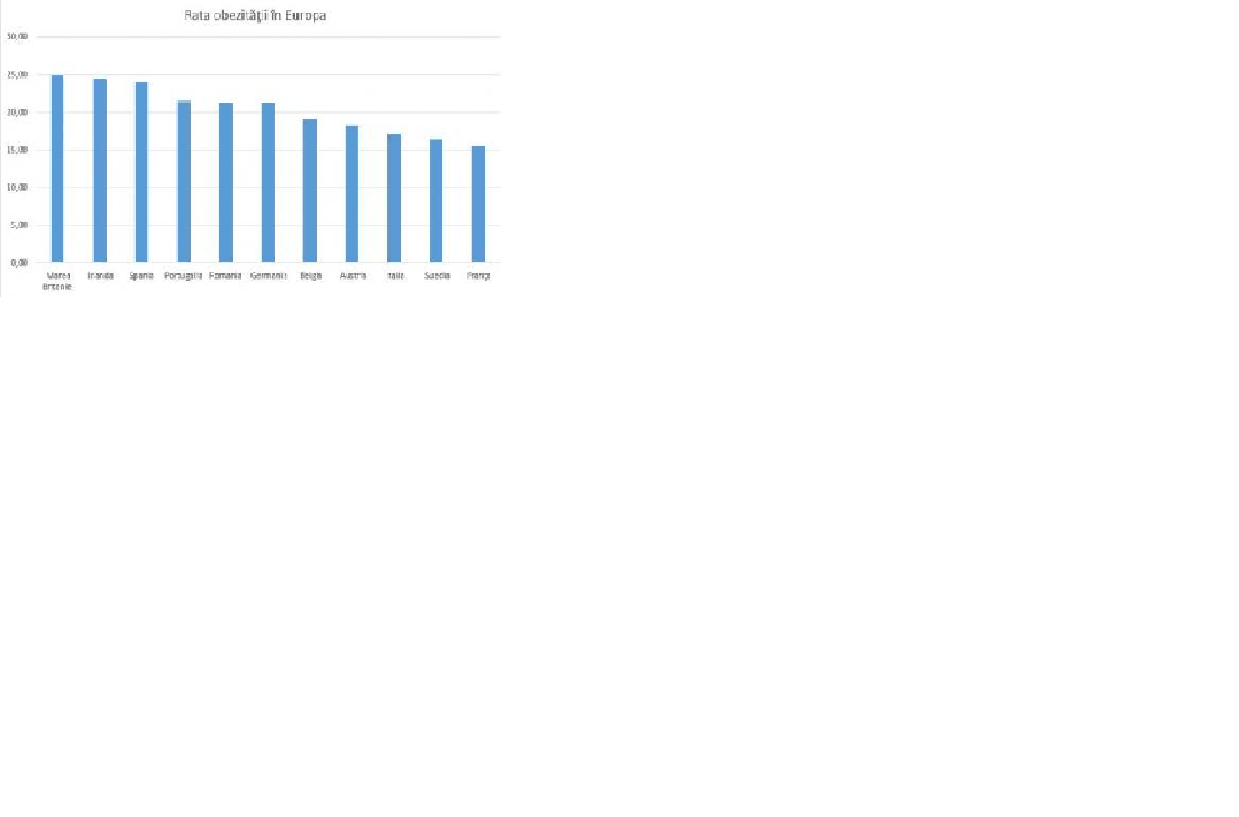 Rata obezității în Europa
30,00
25,00
20,00
15,00
10,00
5,00
0,00
Marea Irlanda Spania Portugalia Romania Germania Belgia Austria Italia Suedia Franța
Britanie